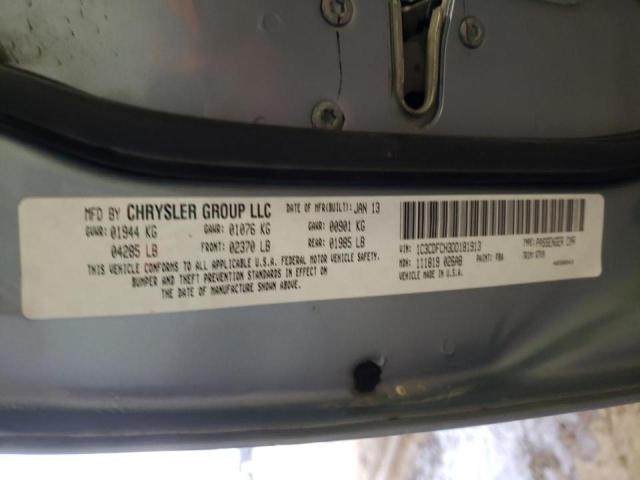 MFD BY CHRYSLER GROUP LLC DATE OF MFR(BUILT): JAN 13
GVWR: 01944 KG GAWR: 01076 KG GAWR: 00901 KG
04285 LB FRONT: 02370 LB REAR: 01985 LB
THIS VEHICLE CONFORMS TO ALL APPLICABLE U.S.A. FEDERAL MOTOR VEHICLE SAFETY,
BUMPER AND THEFT PREVENTION STANDARDS IN EFFECT ON
THE DATE OF MANUFACTURE SHOWN ABOVE.
VIN: 1C3CDFCH3DD181913 TYPE: PASSENGER CAR
MDH: 111819 029AB PAINT: FBA TRIM:
VEHICLE MADE IN U.S.A.